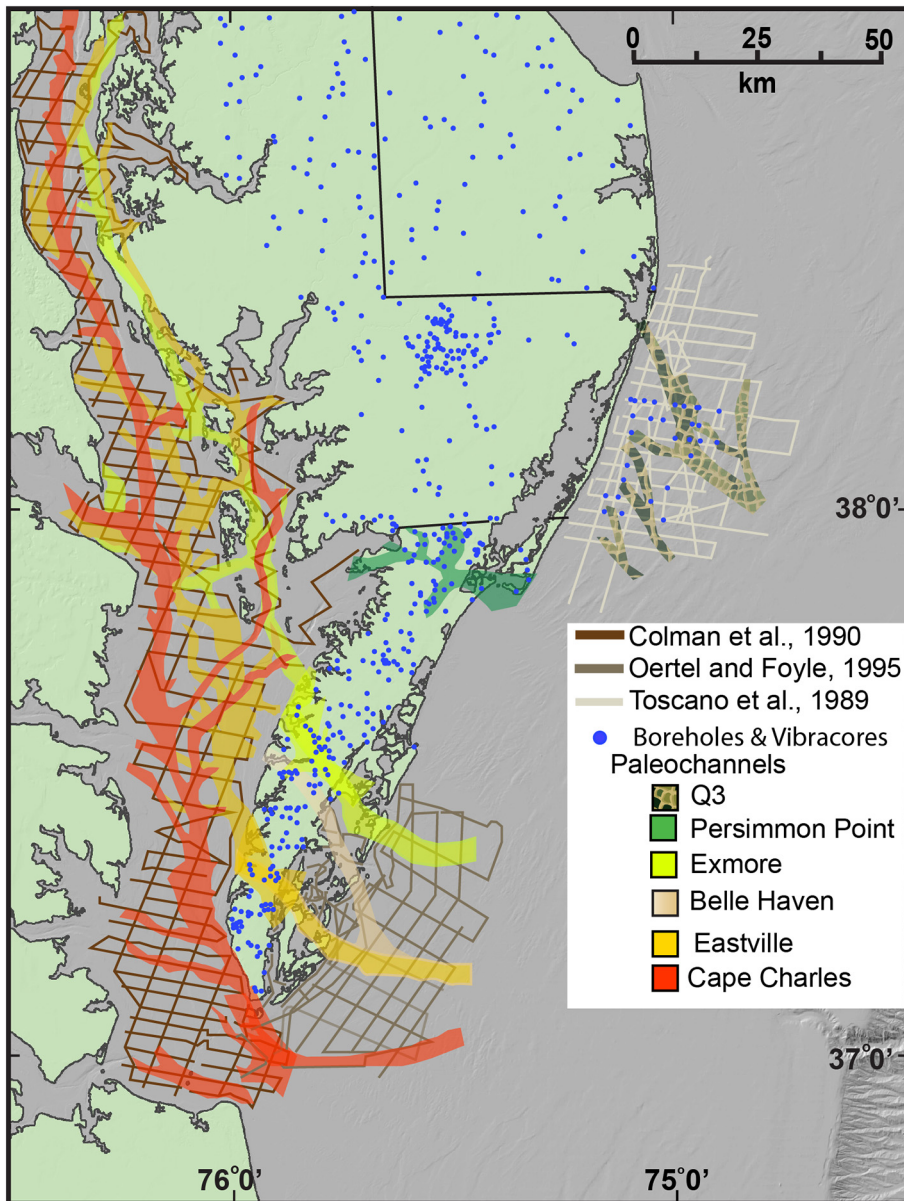 0 25 50
km
38°0’
Colman et al., 1990
Oertel and Foyle, 1995
Toscano et al., 1989
Boreholes & Vibracores
Paleochannels
Q3
Persimmon Point
Exmore
Belle Haven
Eastville
Cape Charles
37°0’
76°0’ 75°0’